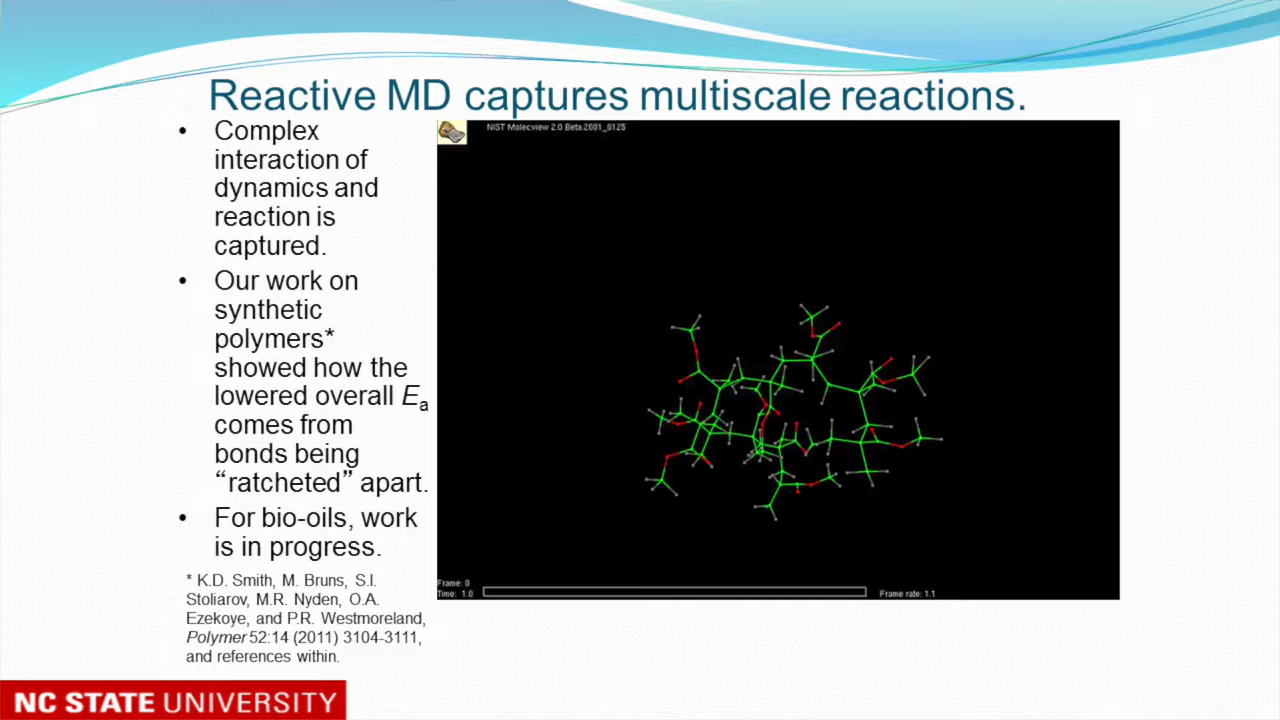 Reactive MD captures multiscale reactions.
• Complex
interaction of
dynamics and
reaction is
captured.
• Our work on
synthetic
polymers*
showed how the
lowered overall Ea
comes from
bonds being
“ratcheted” apart.
• For bio-oils, work
is in progress.
* K.D. Smith, M. Bruns, S.I.
Stoliarov, M.R. Nyden, O.A.
Ezekoye, and P.R. Westmoreland,
Polymer 52:14 (2011) 3104-3111,
and references within.
NIST Molecview 2.0 Beta.2001_0125
Frame: 0
Time: 1.0
Frame rate: 1.1
NC STATE UNIVERSITY